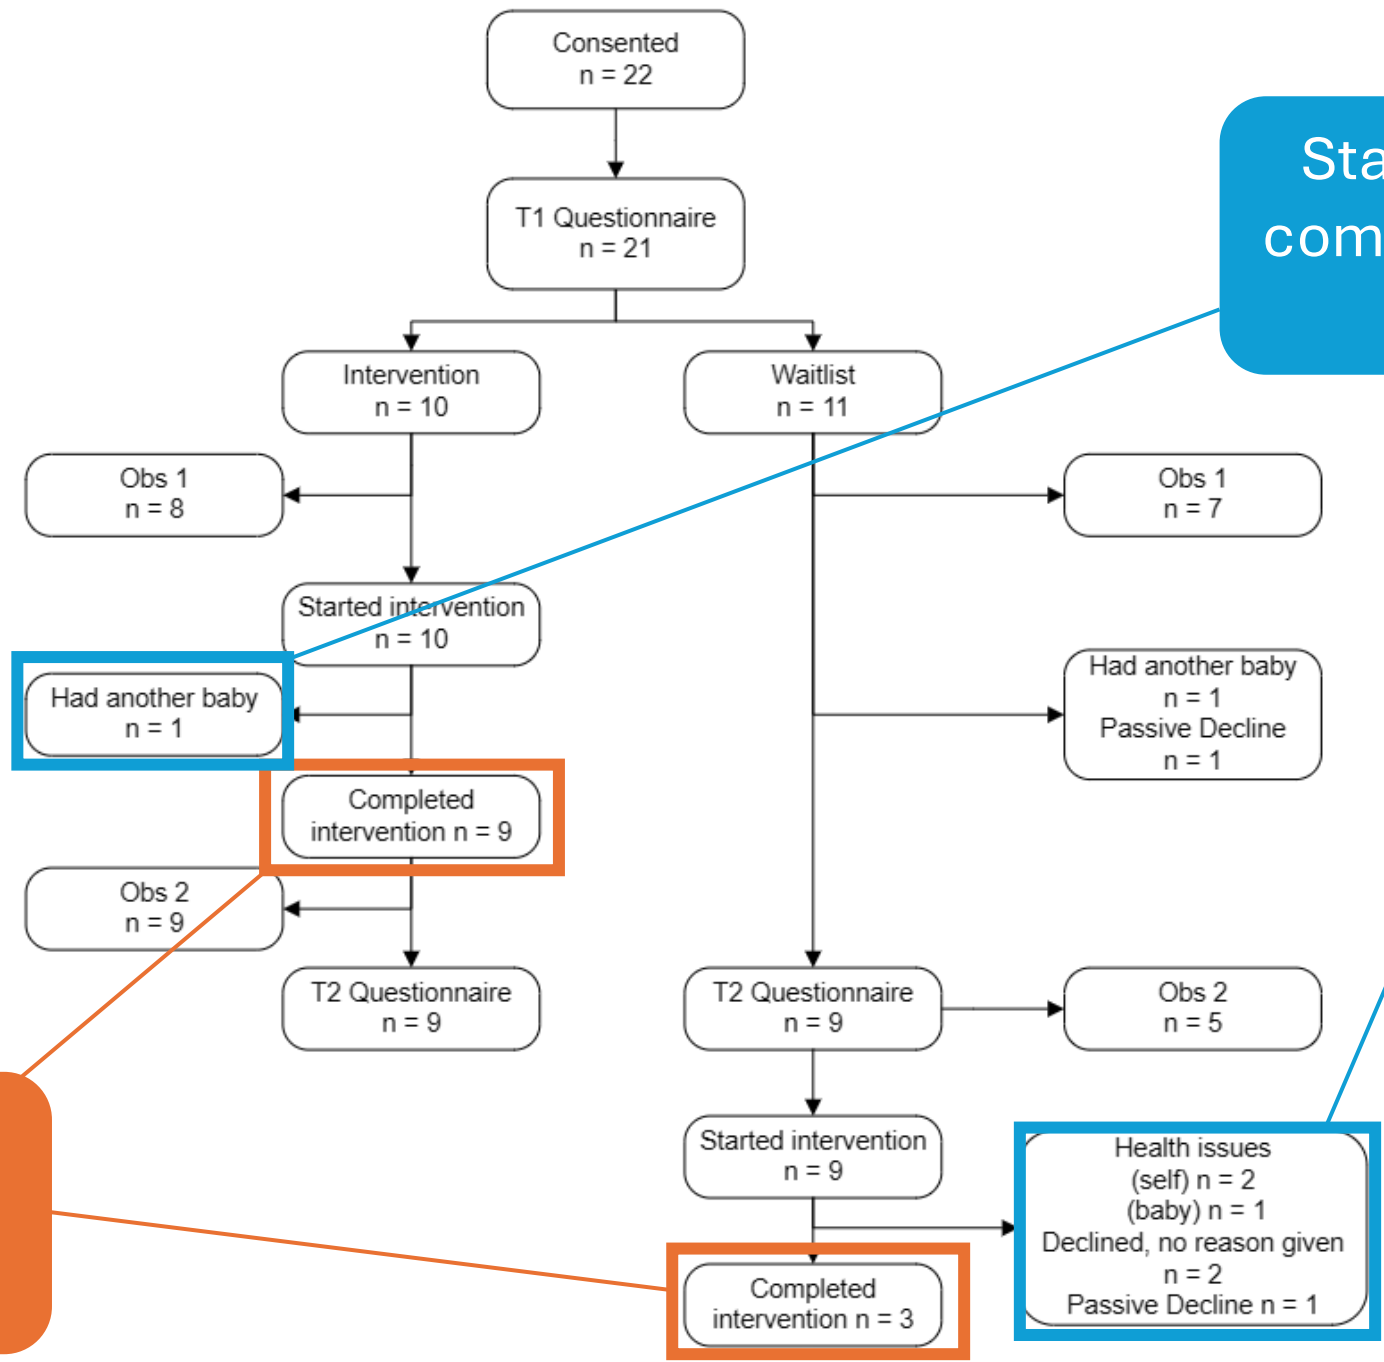 Consented
n = 22
T1 Questionnaire
n = 21
Intervention
n = 10
Waitlist
n = 11
Obs 1
n = 8
Obs 1
n = 7
Started intervention
n = 10
Had another baby
n = 1
Had another baby
n = 1
Passive Decline
n = 1
Completed
intervention n = 9
Obs 2
n = 9
T2 Questionnaire
n = 9
T2 Questionnaire
n = 9
Obs 2
n = 5
Started intervention
n = 9
Health issues
(self) n = 2
(baby) n = 1
Declined, no reason given
n = 2
Passive Decline n = 1
Completed
intervention n = 3